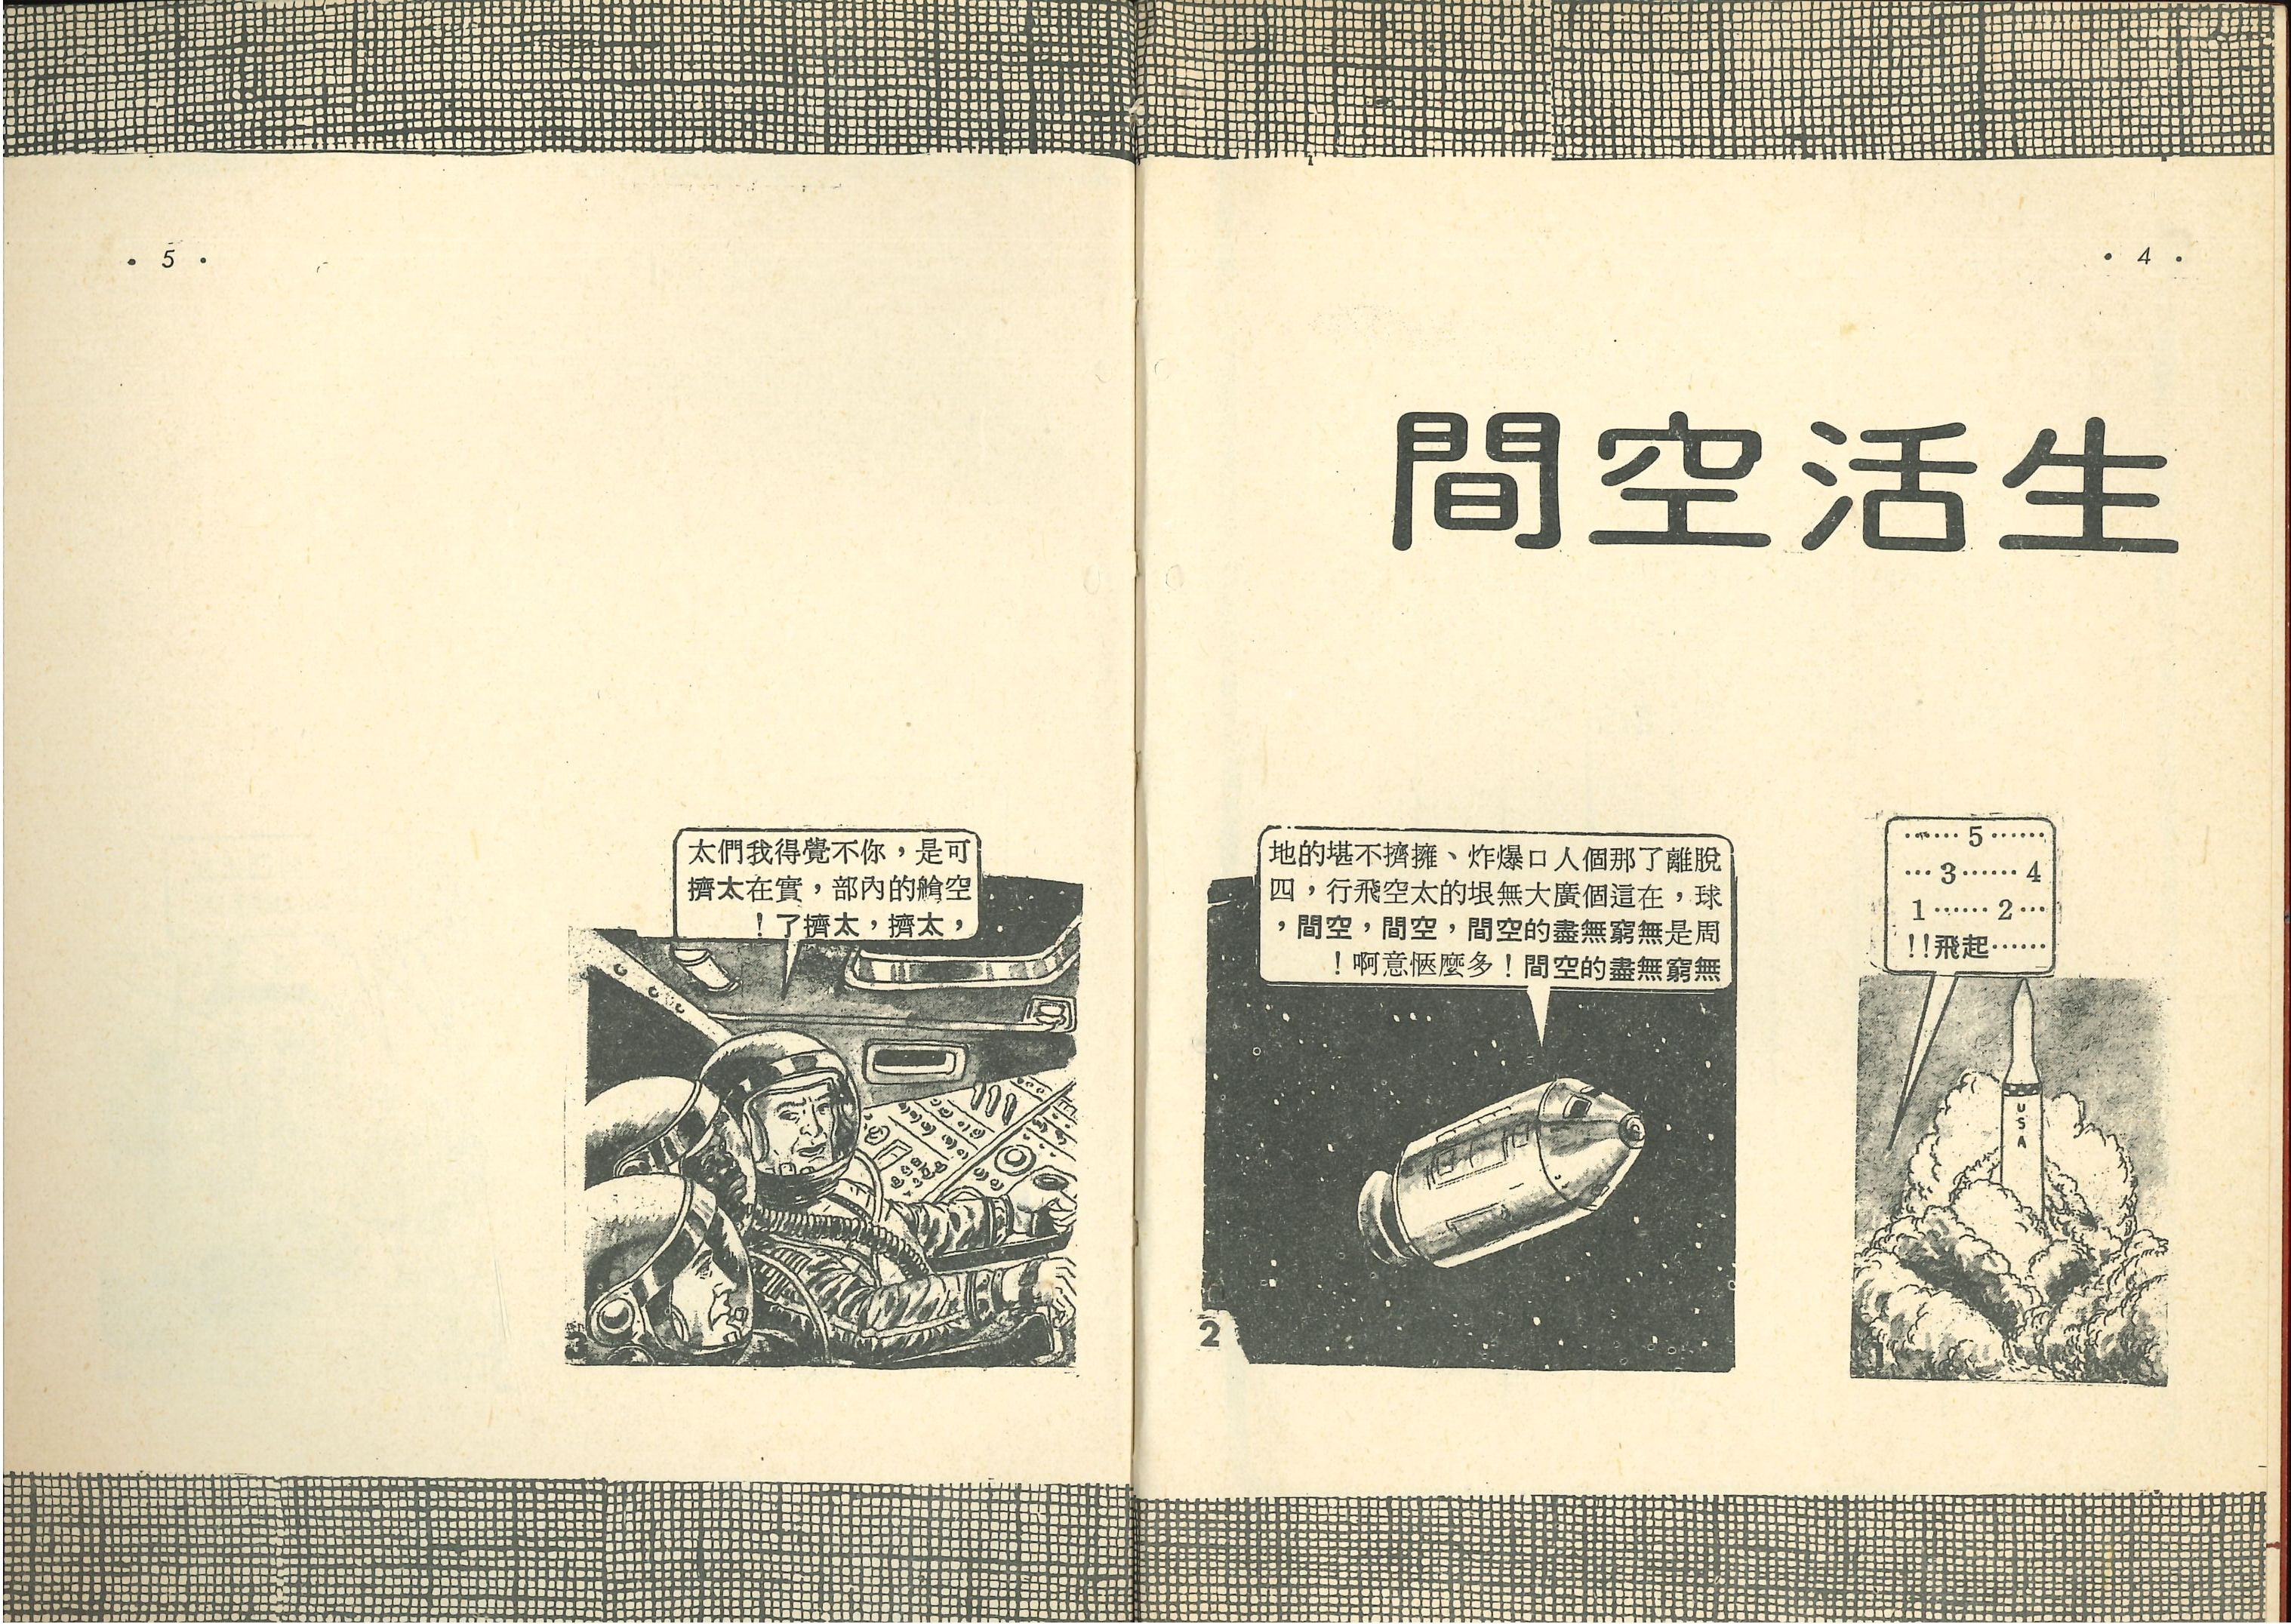 • 4 •
生活空間
……5……
4……3…
…2……1
……起飛!!
USA
脫離了那個人口爆炸、擁擠不堪的地
球，在這個廣大無垠的太空飛行，四
周是無窮無盡的空間，空間，空間，
無窮無盡的空間！多麼愜意啊！
2
• 5 •
可是，你不覺得我們太
空艙的內部，實在太擠
，太擠，太擠了！
3